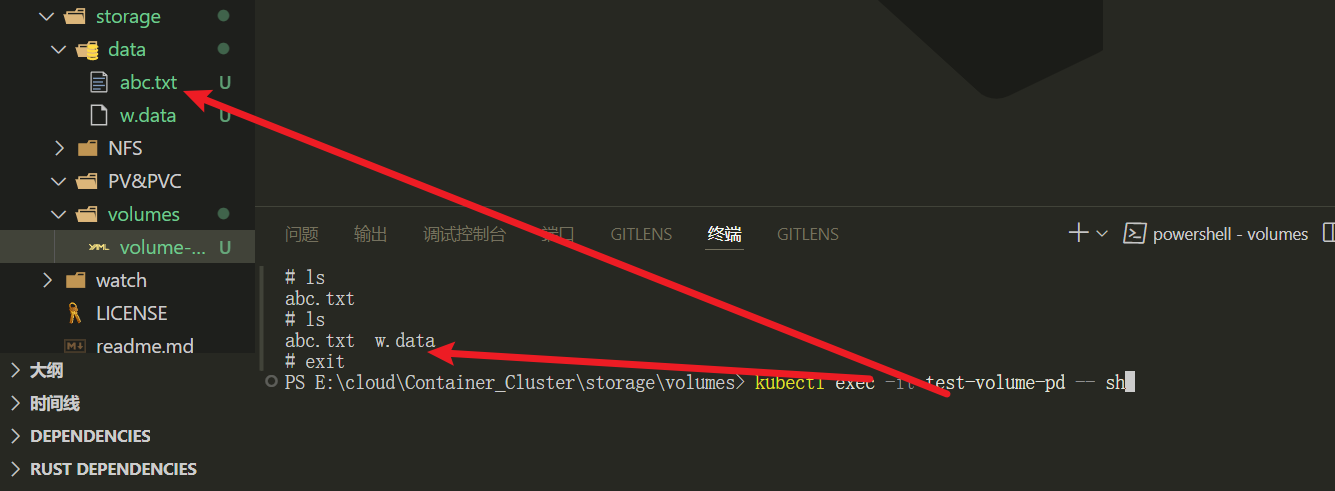 storage
data
abc.txt U
w.data U
NFS
PV&PVC
volumes
YAML volume-... U
watch
LICENSE
readme.md
大纲
时间线
DEPENDENCIES
RUST DEPENDENCIES
问题 输出 调试控制台 端口 GITLENS 终端 GITLENS
powershell - volumes
# ls
abc.txt
# ls
abc.txt w.data
# exit
PS E:\cloud\Container_Cluster\storage\volumes> kubectl exec -it test-volume-pd -- sh